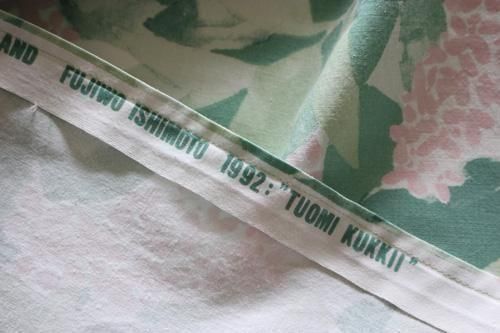 AND FUJIWO ISHIMOTO 1992: "TUOMI KUKKII"